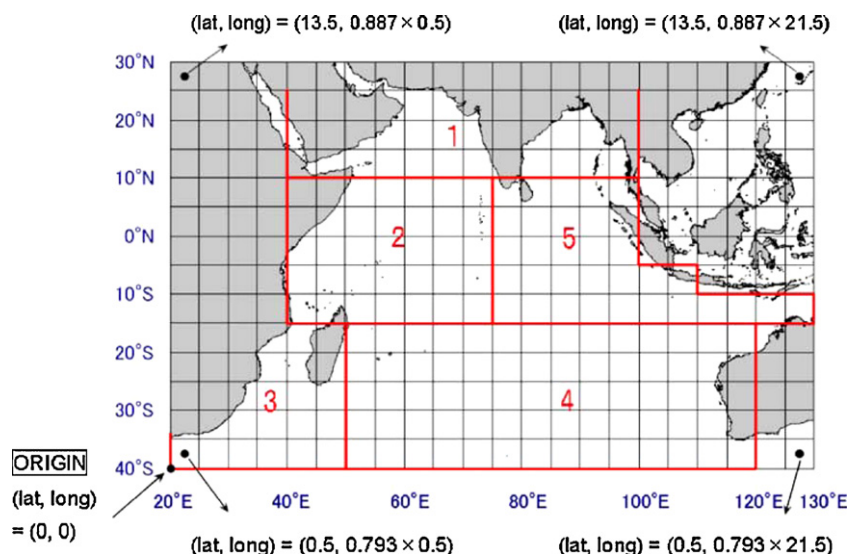 (lat, long) = (13.5, 0.887 × 0.5)
(lat, long) = (13.5, 0.887 × 21.5)
30°N
20°N
1
10°N
2
5
0°N
10°S
20°S
3
4
30°S
ORIGIN
40°S
20°E
40°E
60°E
80°E
100°E
120°E
130°E
(lat, long)
= (0, 0)
(lat, long) = (0.5, 0.793 × 0.5)
(lat, long) = (0.5, 0.793 × 21.5)